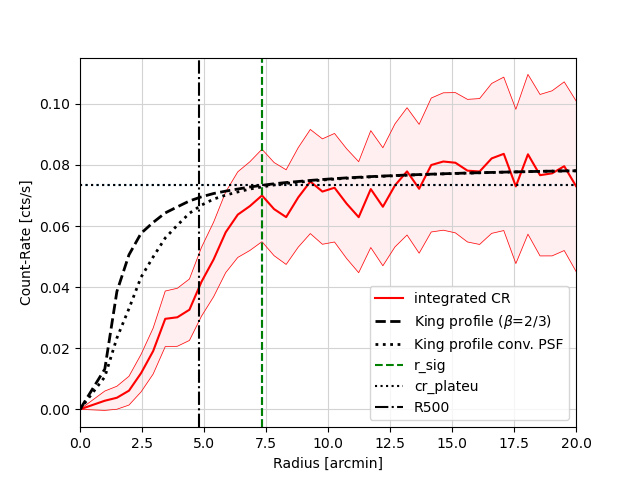 0.10
0.08
0.06
0.04
0.02
0.00
Count-Rate [cts/s]
integrated CR
King profile (β=2/3)
King profile conv. PSF
r_sig
cr_plateu
R500
0.0 2.5 5.0 7.5 10.0 12.5 15.0 17.5 20.0
Radius [arcmin]